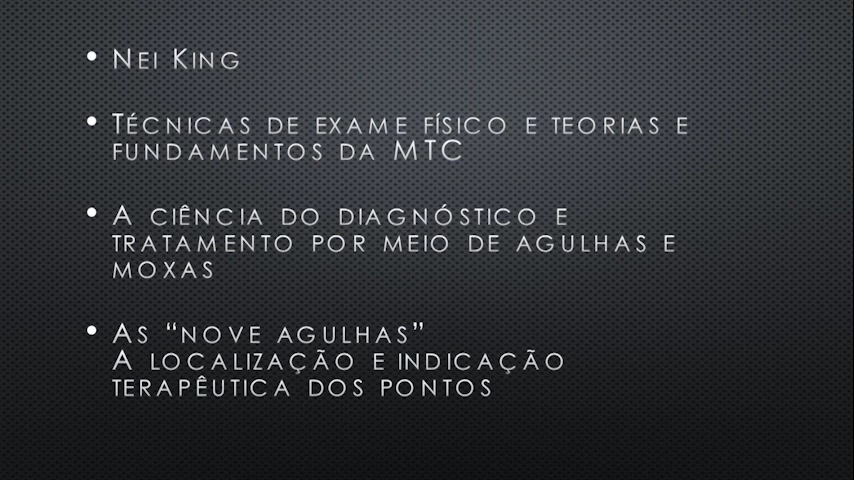 • Nei King
• Técnicas de exame físico e teorias e
fundamentos da MTC
• A ciência do diagnóstico e
tratamento por meio de agulhas e
moxas
• As “nove agulhas”
A localização e indicação
terapêutica dos pontos